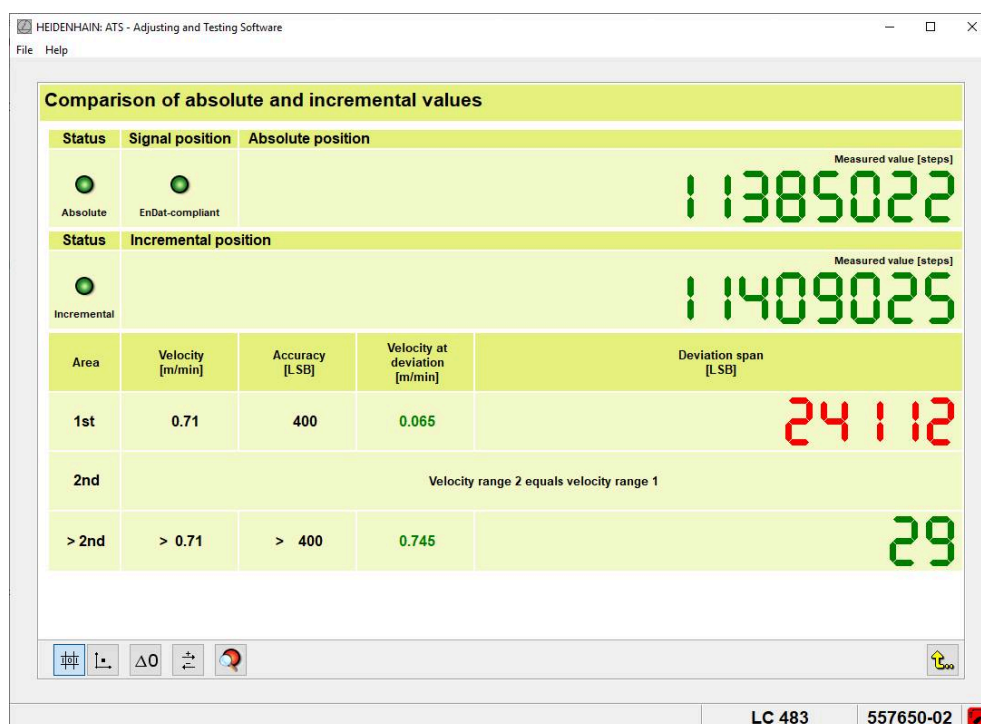 HEIDENHAIN: ATS - Adjusting and Testing Software
File Help
Comparison of absolute and incremental values
Status Signal position Absolute position
Measured value [steps]
11385022
Absolute EnDat-compliant
Status Incremental position
Measured value [steps]
11409025
Incremental
Area Velocity [m/min] Accuracy [LSB] Velocity at deviation [m/min] Deviation span [LSB]
1st 0.71 400 0.065 24112
2nd Velocity range 2 equals velocity range 1
> 2nd > 0.71 > 400 0.745 29
Δ0
LC 483 557650-02